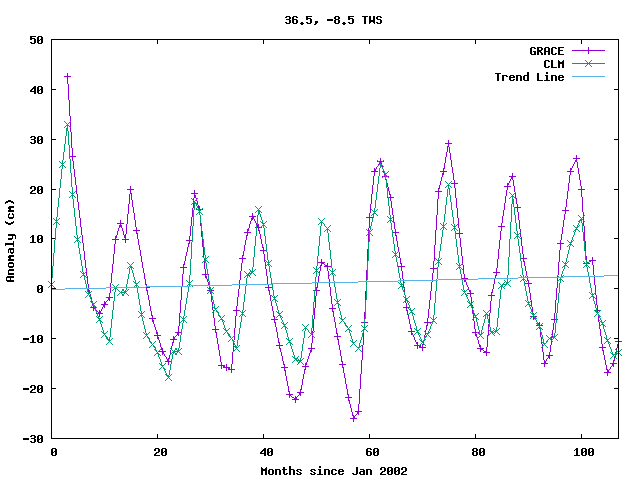 36.5, -8.5 TWS
GRACE
CLM
Trend Line
50
40
30
20
10
0
-10
-20
-30
Anomaly (cm)
0 20 40 60 80 100
Months since Jan 2002